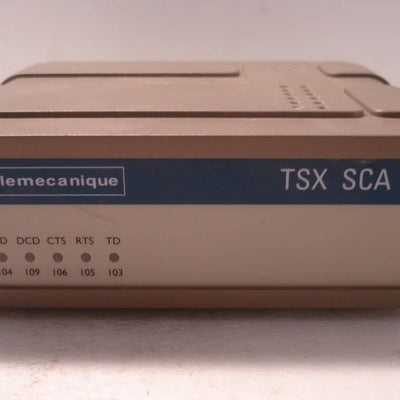 lemecanique TSX SCA
D DCD CTS RTS TD
104 109 106 105 103